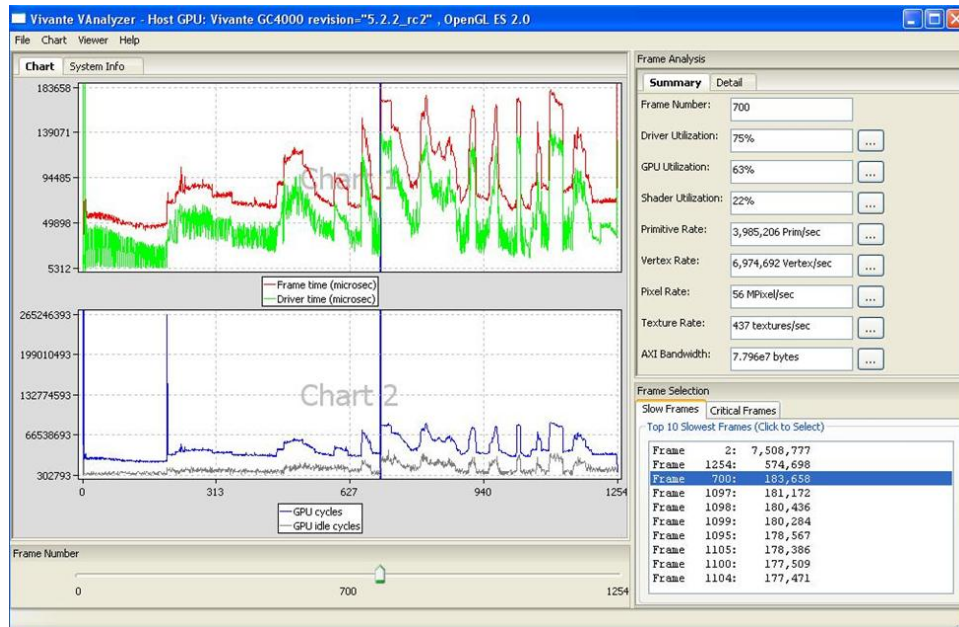 Vivante VAnalyzer - Host GPU: Vivante GC4000 revision="5.2.2_rc2" , OpenGL ES 2.0
File Chart Viewer Help
Chart System Info
183658
139071
94485
49898
5312
Chart 1
Frame time (microsec)
Driver time (microsec)
265246393
199010493
132774593
66538693
302793
Chart 2
0 313 627 940 1254
GPU cycles
GPU idle cycles
Frame Number
0 700 1254
Frame Analysis
Summary Detail
Frame Number: 700
Driver Utilization: 75% ...
GPU Utilization: 63% ...
Shader Utilization: 22% ...
Primitive Rate: 3,985,206 Prim/sec ...
Vertex Rate: 6,974,692 Vertex/sec ...
Pixel Rate: 56 MPixel/sec ...
Texture Rate: 437 textures/sec ...
AXI Bandwidth: 7.796e7 bytes ...
Frame Selection
Slow Frames Critical Frames
Top 10 Slowest Frames (Click to Select)
Frame 2: 7,508,777
Frame 1254: 574,698
Frame 700: 183,658
Frame 1097: 181,172
Frame 1098: 180,436
Frame 1099: 180,284
Frame 1095: 178,567
Frame 1105: 178,386
Frame 1100: 177,509
Frame 1104: 177,471